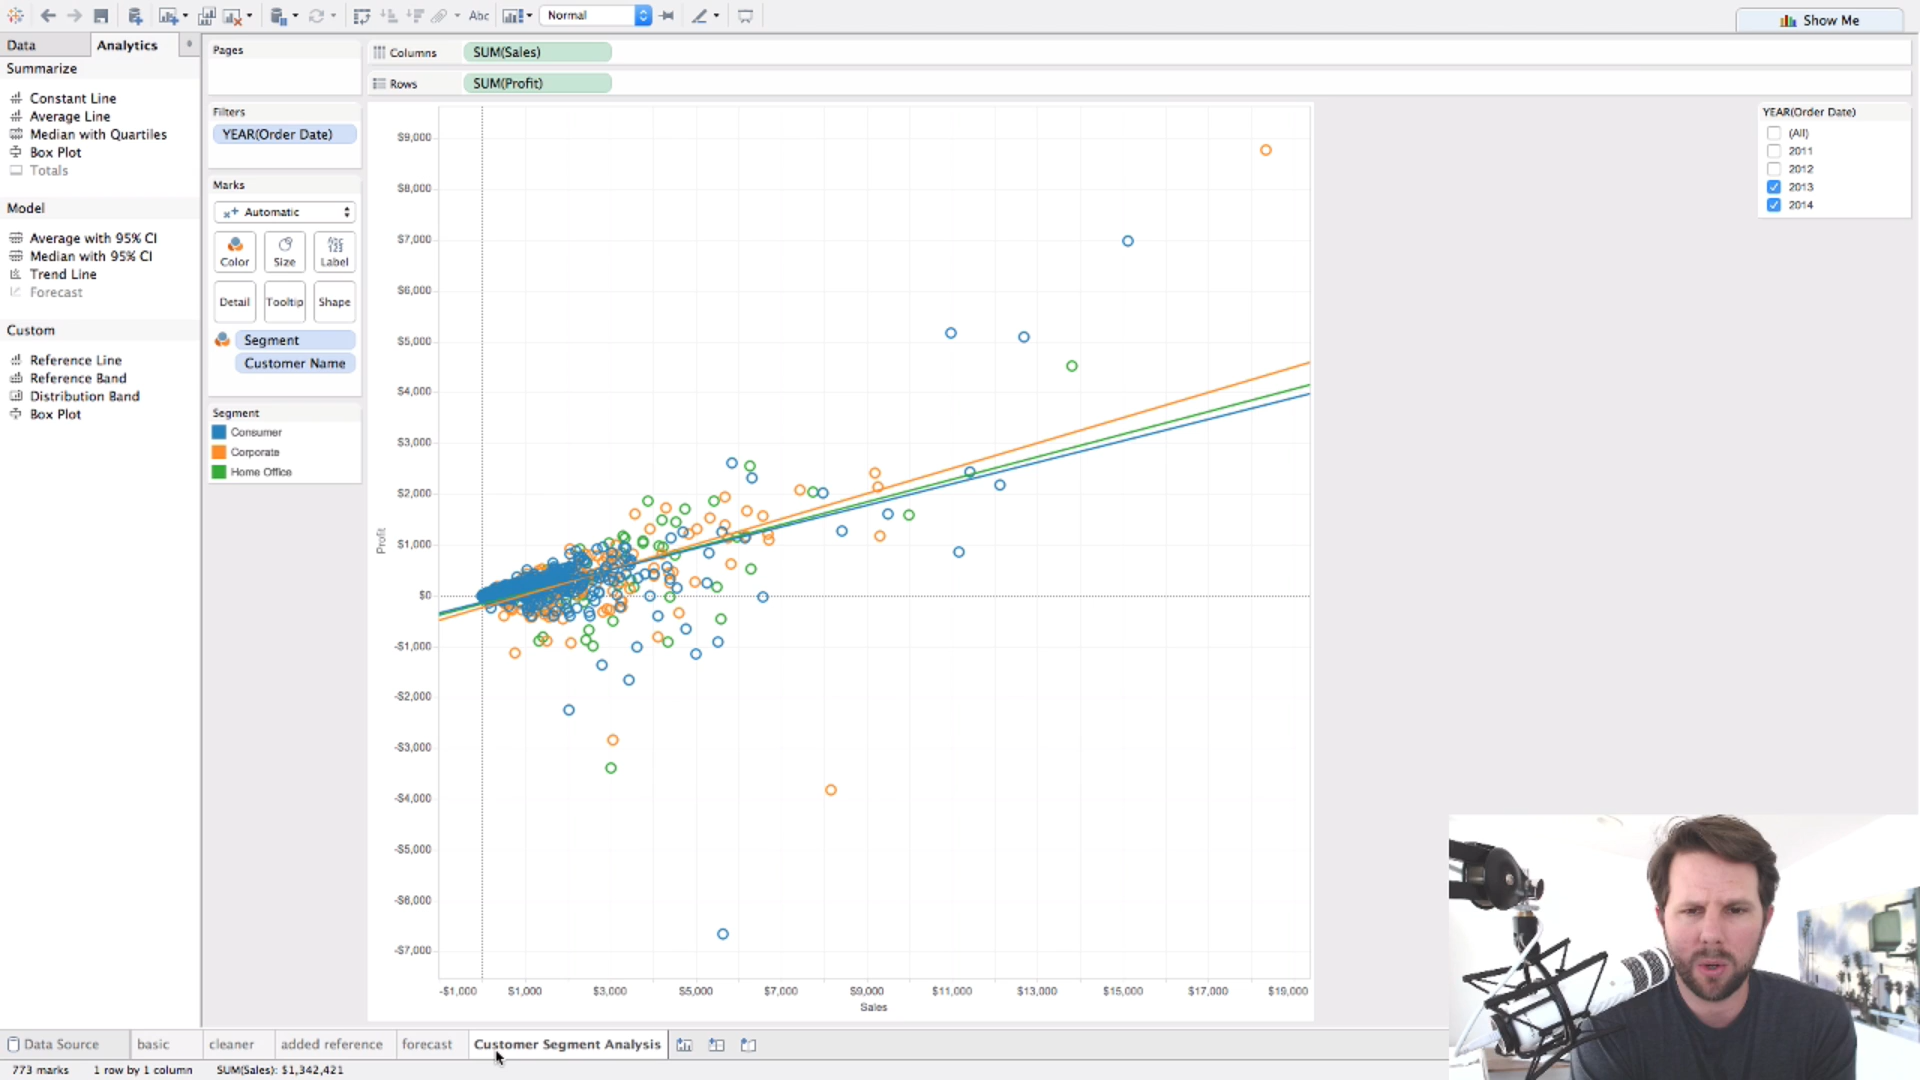 Abc
Normal
Show Me
Data
Analytics
Summarize
Constant Line
Average Line
Median with Quartiles
Box Plot
Totals
Model
Average with 95% CI
Median with 95% CI
Trend Line
Forecast
Custom
Reference Line
Reference Band
Distribution Band
Box Plot
Pages
Filters
YEAR(Order Date)
Marks
Automatic
Color
Size
Abc
123
Label
Detail
Tooltip
Shape
Segment
Customer Name
Segment
Consumer
Corporate
Home Office
Columns
SUM(Sales)
Rows
SUM(Profit)
$9,000
$8,000
$7,000
$6,000
$5,000
$4,000
$3,000
$2,000
$1,000
$0
-$1,000
-$2,000
-$3,000
-$4,000
-$5,000
-$6,000
-$7,000
Profit
-$1,000
$1,000
$3,000
$5,000
$7,000
$9,000
$11,000
$13,000
$15,000
$17,000
$19,000
Sales
YEAR(Order Date)
(All)
2011
2012
2013
2014
Data Source
basic
cleaner
added reference
forecast
Customer Segment Analysis
773 marks
1 row by 1 column
SUM(Sales): $1,342,421